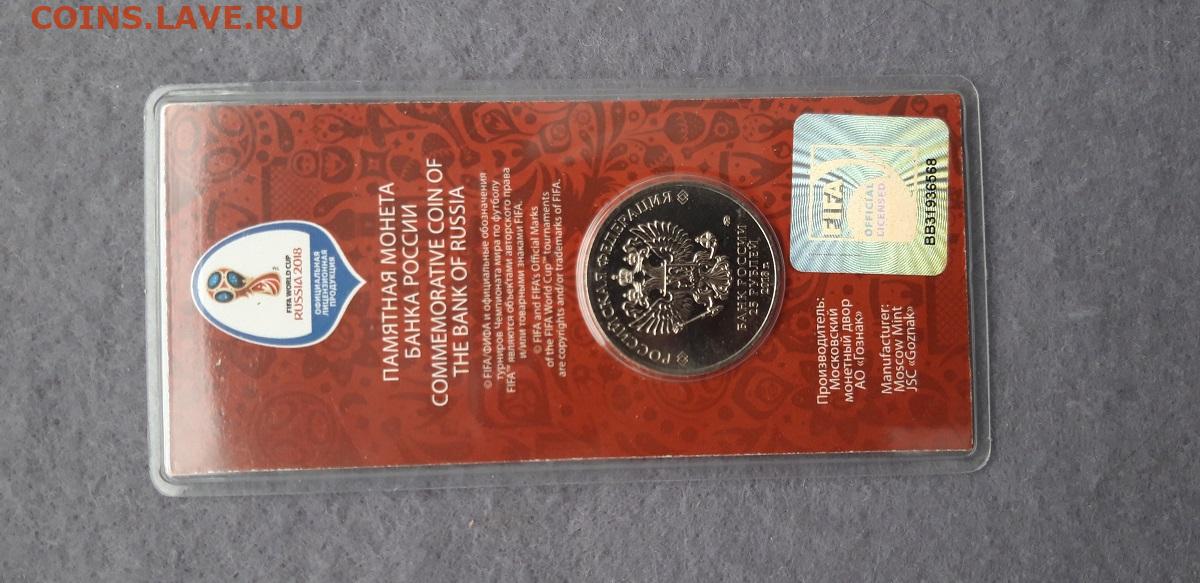 COINS.LAVE.RU
FIFA WORLD CUP
RUSSIA 2018
ОФИЦИАЛЬНАЯ
ЛИЦЕНЗИОННАЯ
ПРОДУКЦИЯ
ПАМЯТНАЯ МОНЕТА
БАНКА РОССИИ
COMMEMORATIVE COIN OF
THE BANK OF RUSSIA
© FIFA/ФИФА и официальные обозначения
турниров Чемпионата мира по футболу
FIFA™ являются объектами авторского права
и/или товарными знаками FIFA.
© FIFA and FIFA's Official Marks
of the FIFA World Cup™ tournaments
are copyrights and/or trademarks of FIFA.
РОССИЙСКАЯ ФЕДЕРАЦИЯ
БАНК РОССИИ
25 РУБЛЕЙ
2018 г.
Производитель:
Московский
монетный двор
АО «Гознак»
Manufacturer:
Moscow Mint
JSC «Goznak»
FIFA
OFFICIAL
LICENSED
BB31936568